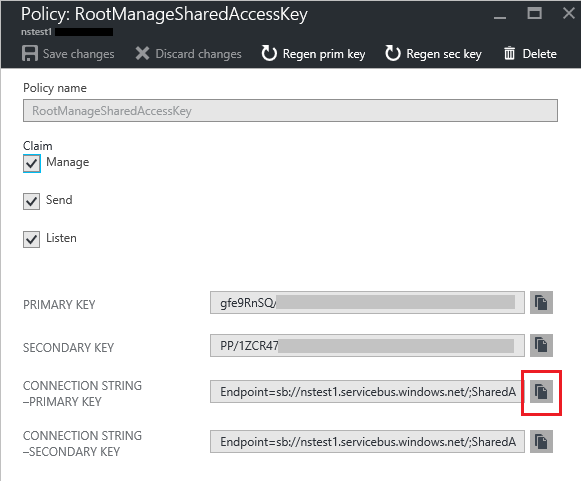 Policy: RootManageSharedAccessKey
nstest1
Save changes Discard changes Regen prim key Regen sec key Delete
Policy name
RootManageSharedAccessKey
Claim
Manage
Send
Listen
PRIMARY KEY gfe9RnSQ/
SECONDARY KEY PP/1ZCR47
CONNECTION STRING
–PRIMARY KEY
Endpoint=sb://nstest1.servicebus.windows.net/;SharedA
CONNECTION STRING
–SECONDARY KEY
Endpoint=sb://nstest1.servicebus.windows.net/;SharedA